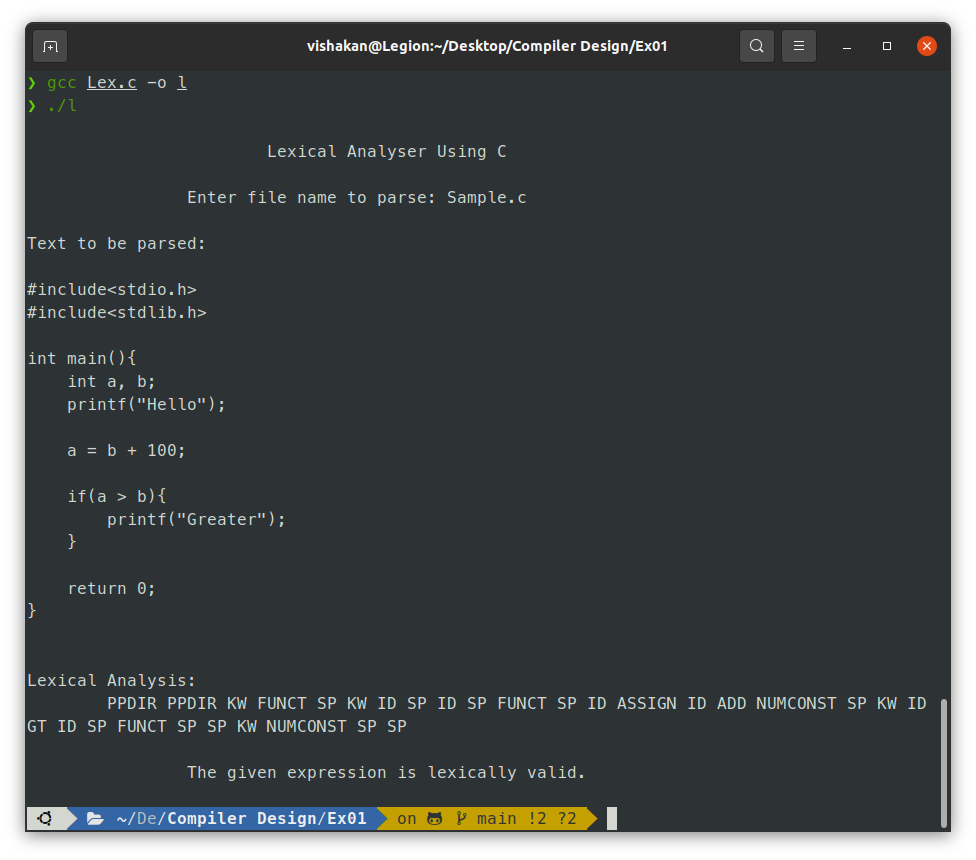 vishakan@Legion:~/Desktop/Compiler Design/Ex01
❯ gcc Lex.c -o l
❯ ./l
Lexical Analyser Using C
Enter file name to parse: Sample.c
Text to be parsed:
#include<stdio.h>
#include<stdlib.h>
int main(){
    int a, b;
    printf("Hello");
    a = b + 100;
    if(a > b){
        printf("Greater");
    }
    return 0;
}
Lexical Analysis:
        PPDIR PPDIR KW FUNCT SP KW ID SP ID SP FUNCT SP ID ASSIGN ID ADD NUMCONST SP KW ID
GT ID SP FUNCT SP SP KW NUMCONST SP SP
The given expression is lexically valid.
~/De/Compiler Design/Ex01 on main !2 ?2